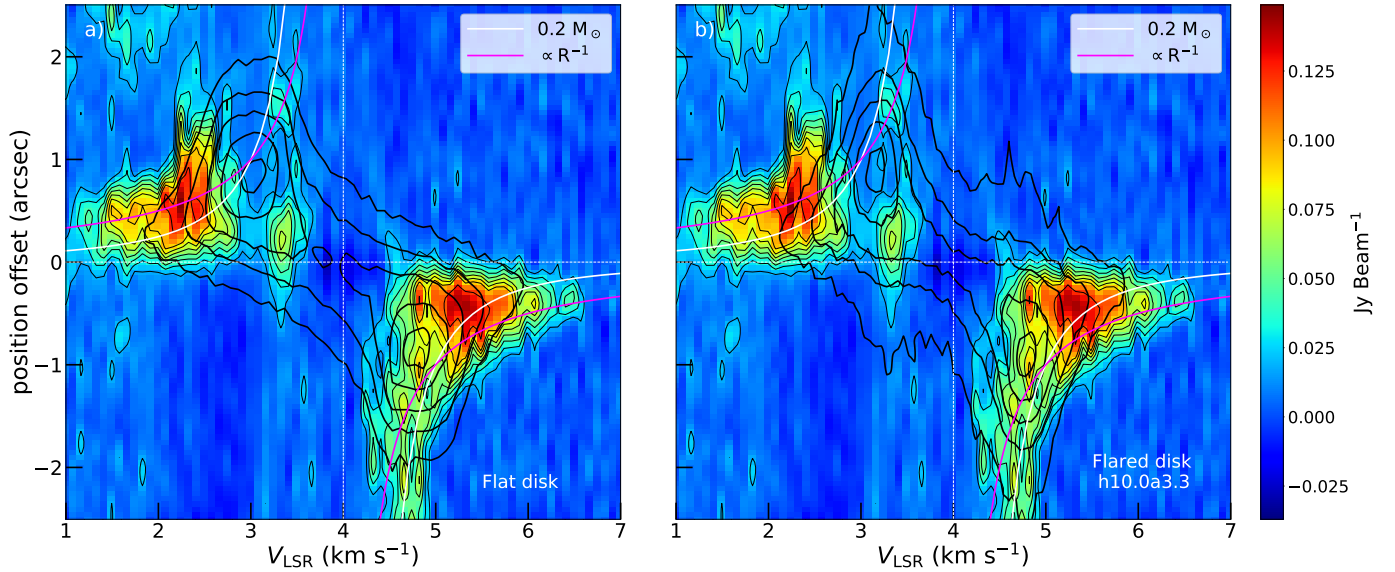 a)
0.2 M⊙
∝ R⁻¹
Flat disk
position offset (arcsec)
2
1
0
−1
−2
1 2 3 4 5 6 7
V_LSR (km s⁻¹)
b)
0.2 M⊙
∝ R⁻¹
Flared disk
h10.0a3.3
1 2 3 4 5 6 7
V_LSR (km s⁻¹)
0.125
0.100
0.075
0.050
0.025
0.000
−0.025
Jy Beam⁻¹